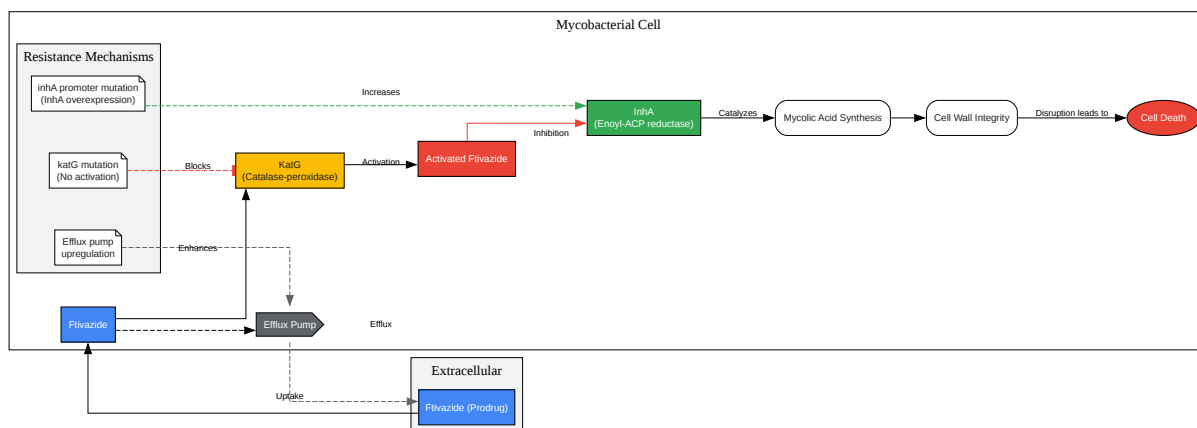 Mycobacterial Cell
Resistance Mechanisms
inhA promoter mutation
(InhA overexpression)
Increases
InhA
(Enoyl-ACP reductase)
Catalyzes
Mycolic Acid Synthesis
Cell Wall Integrity
Disruption leads to
Cell Death
Inhibition
katG mutation
(No activation)
Blocks
KatG
(Catalase-peroxidase)
Activation
Activated Ftivazide
Efflux pump
upregulation
Enhances
Ftivazide
Efflux Pump
Efflux
Extracellular
Uptake
Ftivazide (Prodrug)